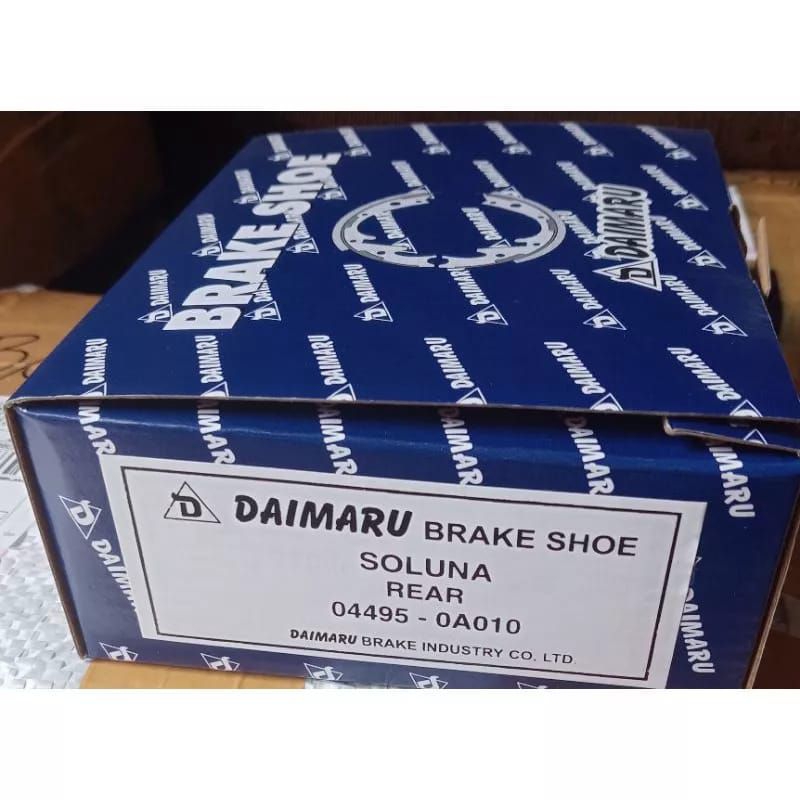 BRAKE SHOE
DAIMARU
DAIMARU BRAKE SHOE
SOLUNA
REAR
04495 - 0A010
DAIMARU BRAKE INDUSTRY CO. LTD.